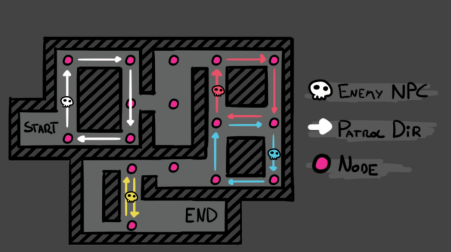 START
END
ENEMY NPC
PATROL DIR
NODE